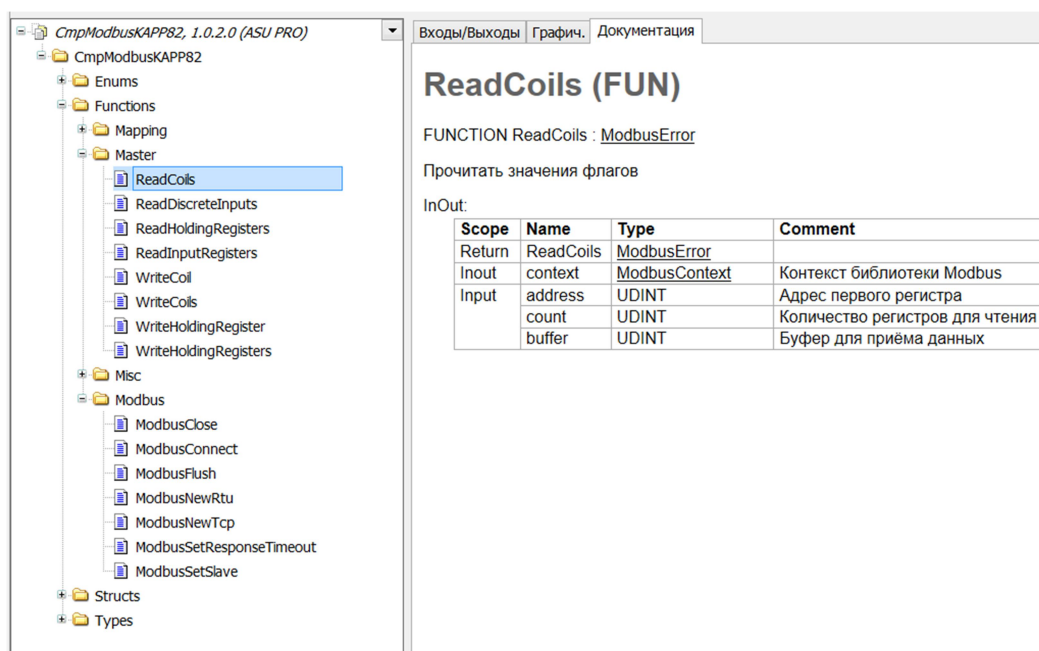 CmpModbusKAPP82, 1.0.2.0 (ASU PRO)
CmpModbusKAPP82
Enums
Functions
Mapping
Master
ReadCoils
ReadDiscreteInputs
ReadHoldingRegisters
ReadInputRegisters
WriteCoil
WriteCoils
WriteHoldingRegister
WriteHoldingRegisters
Misc
Modbus
ModbusClose
ModbusConnect
ModbusFlush
ModbusNewRtu
ModbusNewTcp
ModbusSetResponseTimeout
ModbusSetSlave
Structs
Types
Входы/Выходы Графич. Документация
ReadCoils (FUN)
FUNCTION ReadCoils : ModbusError
Прочитать значения флагов
InOut:
Scope Name Type Comment
Return ReadCoils ModbusError
Inout context ModbusContext Контекст библиотеки Modbus
Input address UDINT Адрес первого регистра
count UDINT Количество регистров для чтения
buffer UDINT Буфер для приёма данных